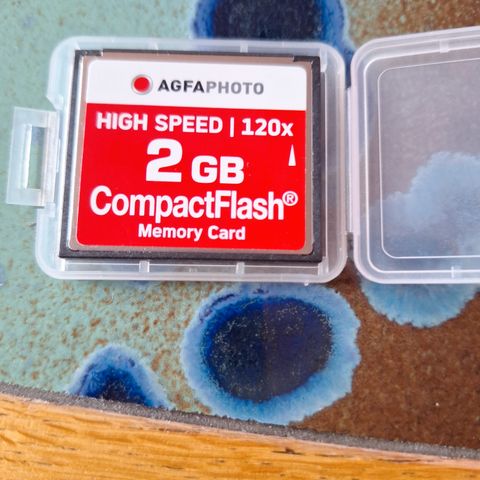 AGFAPHOTO
HIGH SPEED | 120x
2 GB
CompactFlash®
Memory Card